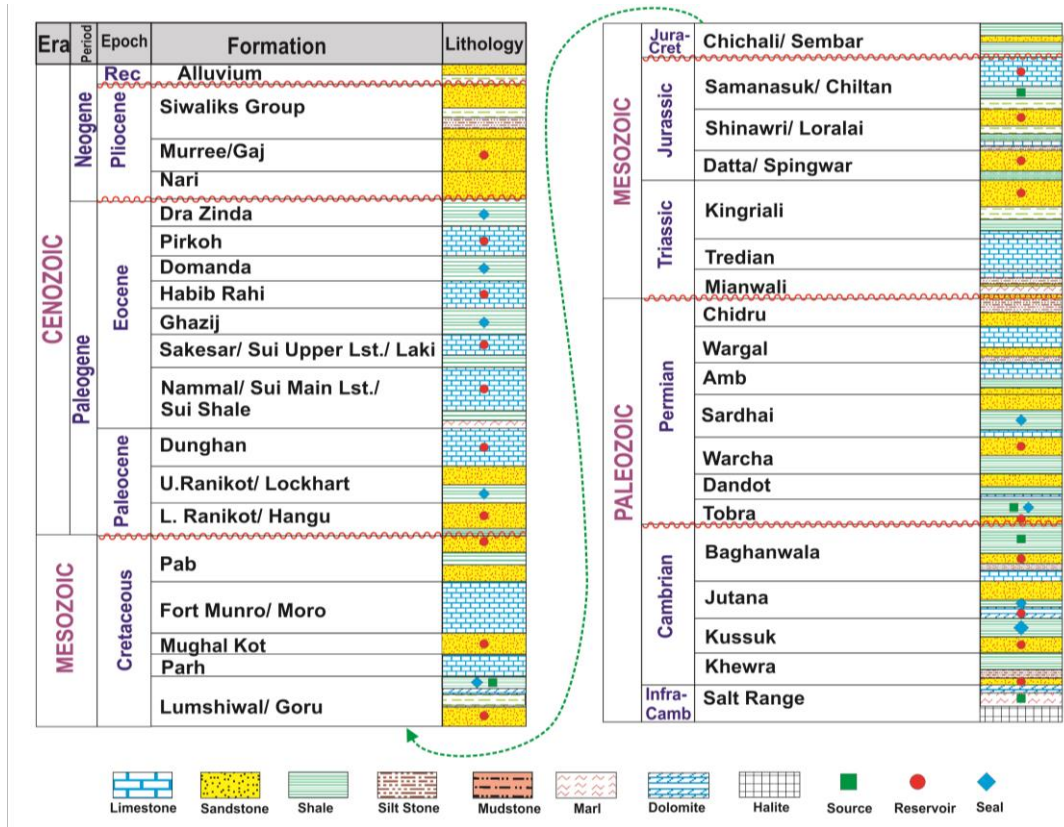 Era Period Epoch Formation Lithology
CENOZOIC
Neogene
Rec
Alluvium
Pliocene
Siwaliks Group
Murree/Gaj
Nari
Paleogene
Eocene
Dra Zinda
Pirkoh
Domanda
Habib Rahi
Ghazij
Sakesar/ Sui Upper Lst./ Laki
Nammal/ Sui Main Lst./
Sui Shale
Paleocene
Dunghan
U.Ranikot/ Lockhart
L. Ranikot/ Hangu
MESOZOIC
Cretaceous
Pab
Fort Munro/ Moro
Mughal Kot
Parh
Lumshiwal/ Goru
MESOZOIC
Jura-
Cret
Chichali/ Sembar
Jurassic
Samanasuk/ Chiltan
Shinawri/ Loralai
Datta/ Spingwar
Triassic
Kingriali
Tredian
Mianwali
PALEOZOIC
Permian
Chidru
Wargal
Amb
Sardhai
Warcha
Dandot
Tobra
Cambrian
Baghanwala
Jutana
Kussuk
Khewra
Infra-
Camb
Salt Range
Limestone Sandstone Shale Silt Stone Mudstone Marl Dolomite Halite Source Reservoir Seal